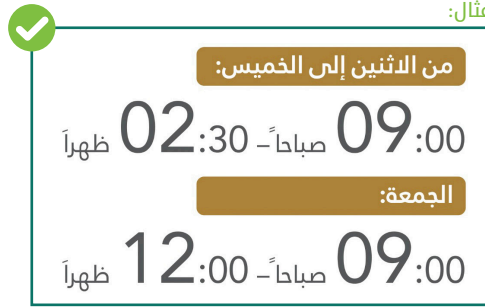 مثال:
من الاثنين إلى الخميس:
09:00 صباحاً – 02:30 ظهراً
الجمعة:
09:00 صباحاً – 12:00 ظهراً